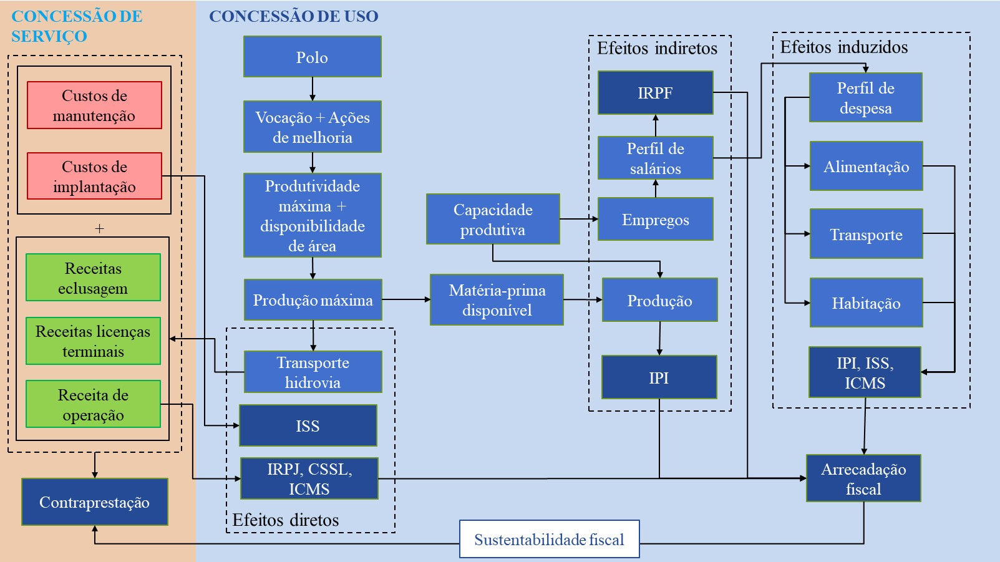 CONCESSÃO DE
SERVIÇO
Custos de
manutenção
Custos de
implantação
+
Receitas
eclusagem
Receitas licenças
terminais
Receita de
operação
Contraprestação
CONCESSÃO DE USO
Polo
Vocação + Ações
de melhoria
Produtividade
máxima +
disponibilidade
de área
Produção máxima
Transporte
hidrovia
ISS
IRPJ, CSSL,
ICMS
Efeitos diretos
Capacidade
produtiva
Matéria-prima
disponível
Efeitos indiretos
IRPF
Perfil de
salários
Empregos
Produção
IPI
Efeitos induzidos
Perfil de
despesa
Alimentação
Transporte
Habitação
IPI, ISS,
ICMS
Arrecadação
fiscal
Sustentabilidade fiscal